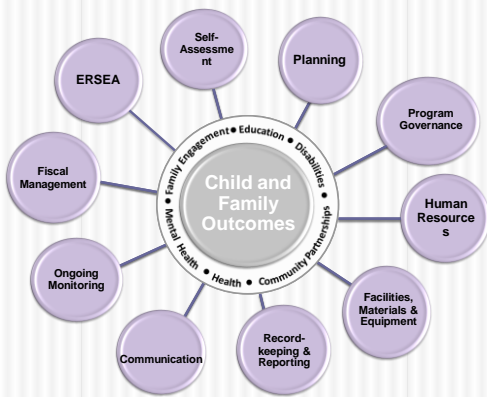 Self-
Assessme
nt
Planning
Program
Governance
Human
Resource
s
Facilities,
Materials &
Equipment
Record-
keeping &
Reporting
Communication
Ongoing
Monitoring
Fiscal
Management
ERSEA
Family Engagement • Education • Disabilities • Community Partnerships • Health • Mental Health •
Child and
Family
Outcomes